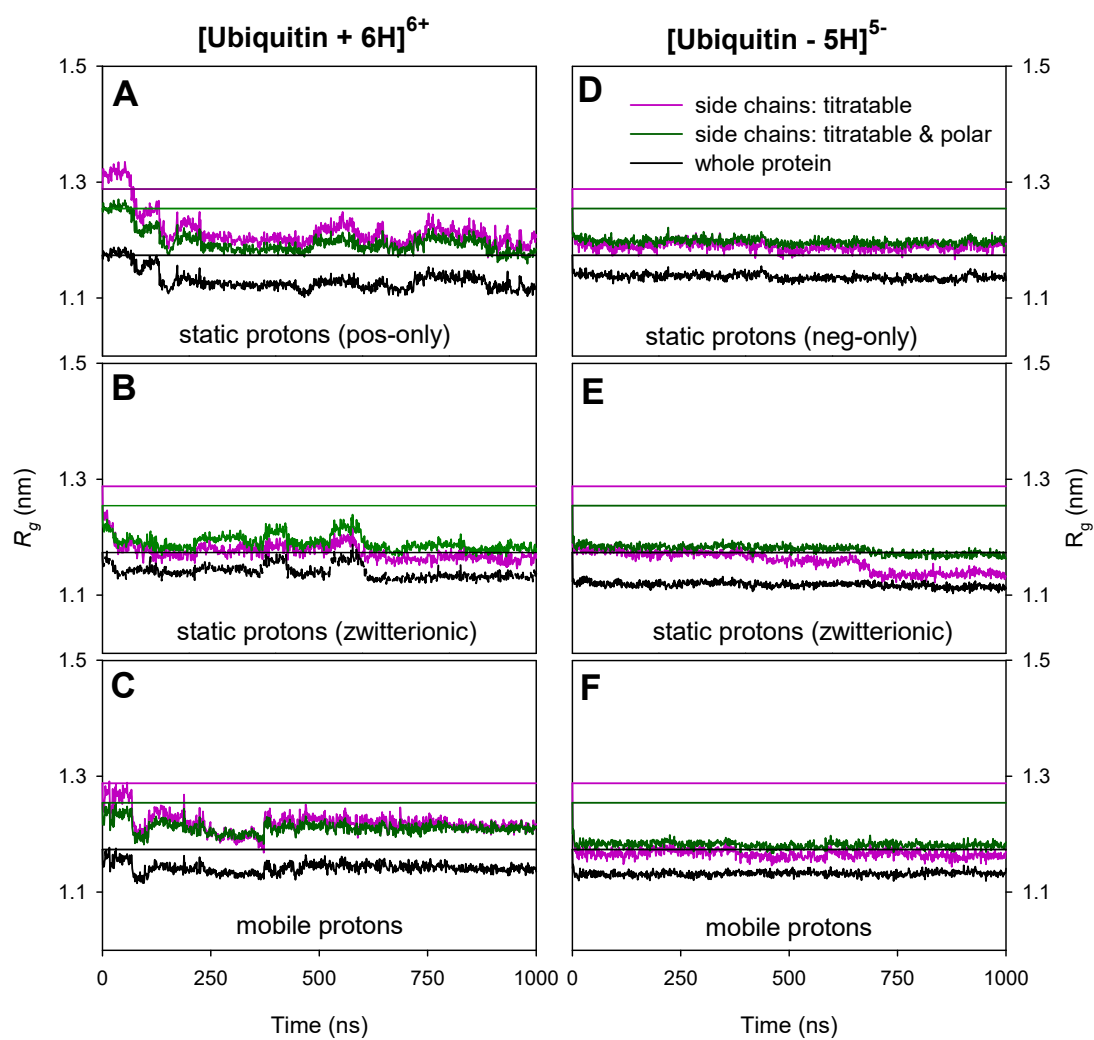 [Ubiquitin + 6H]6+
[Ubiquitin - 5H]5-
1.5
1.3
1.1
A
static protons (pos-only)
D
side chains: titratable
side chains: titratable & polar
whole protein
static protons (neg-only)
1.5
1.3
1.1
1.5
1.3
1.1
B
static protons (zwitterionic)
E
static protons (zwitterionic)
1.5
1.3
1.1
Rg (nm)
Rg (nm)
1.5
1.3
1.1
C
mobile protons
F
mobile protons
1.5
1.3
1.1
0 250 500 750 1000
0 250 500 750 1000
Time (ns)
Time (ns)